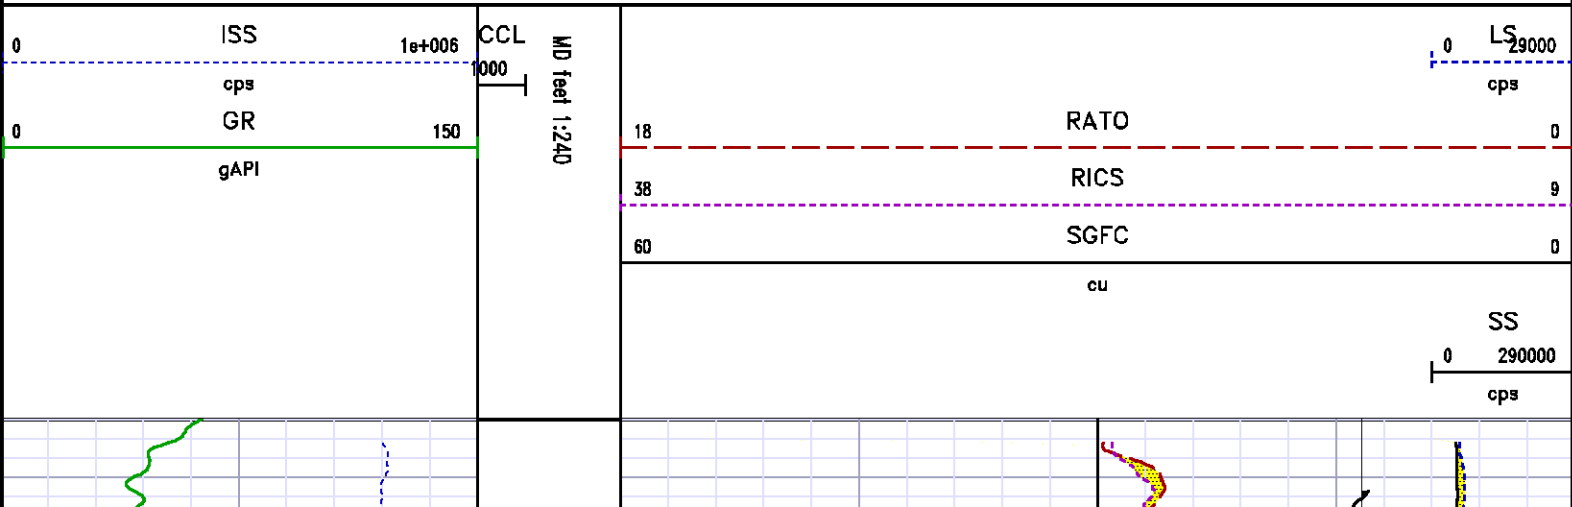 ISS
0 1e+006
cps
GR
0 150
gAPI
CCL
1000
MD feet 1:240
LS
0 29000
cps
RATO
18 0
RICS
38 9
SGFC
60 0
cu
SS
0 290000
cps